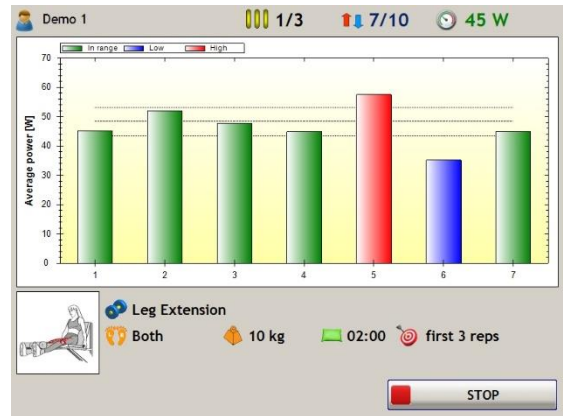 Demo 1 1/3 7/10 45 W
In range Low High
Average power [W]
70
60
50
40
30
20
10
0
1 2 3 4 5 6 7
Leg Extension
Both 10 kg 02:00 first 3 reps
STOP